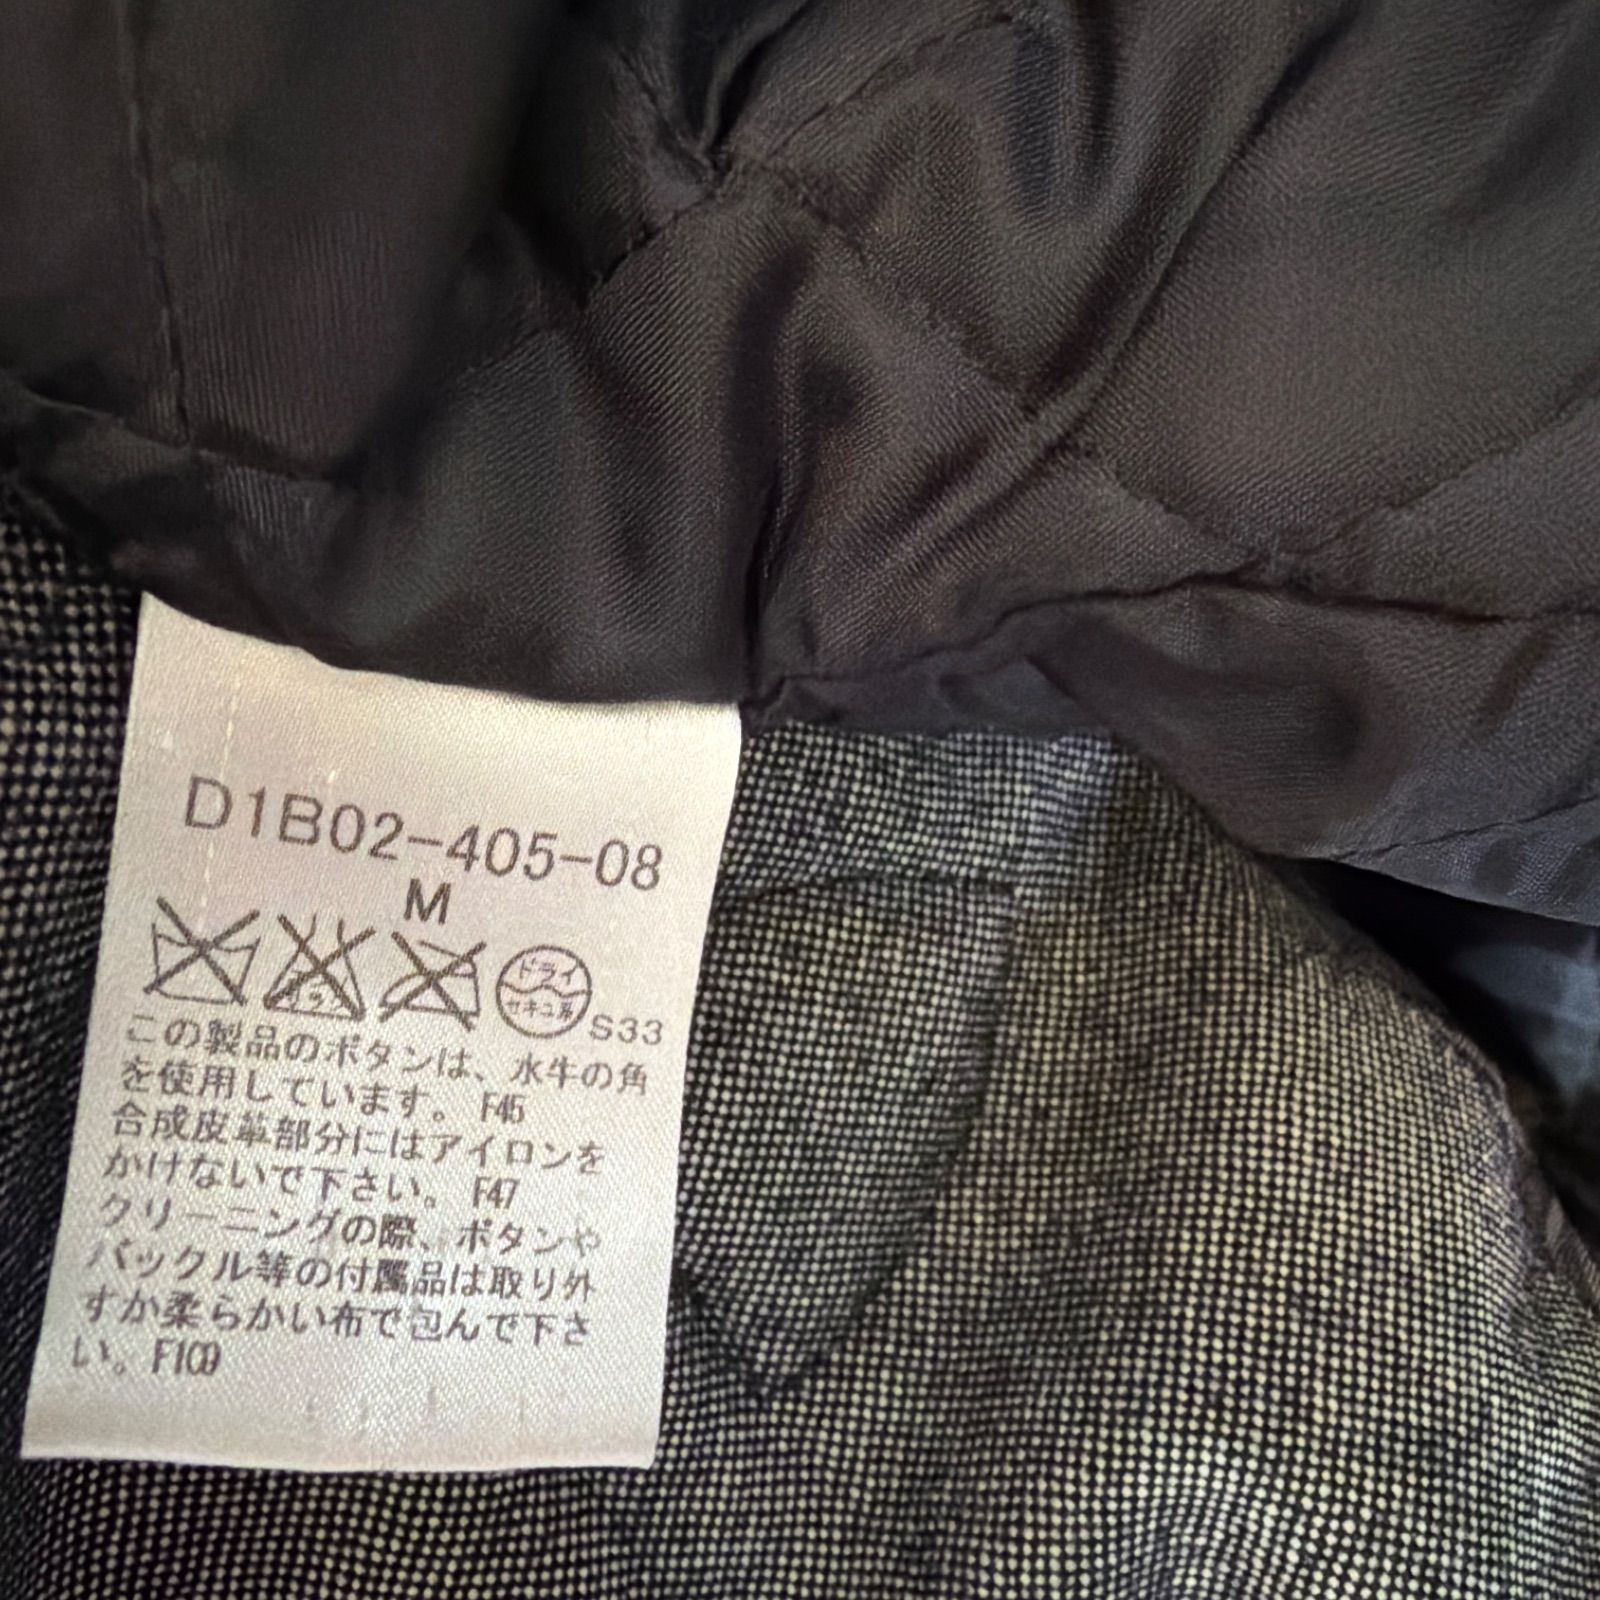 D1B02-405-08
M
ドライ
セキユ系
S33
この製品のボタンは、水牛の角
を使用しています。 F45
合成皮革部分にはアイロンを
かけないで下さい。 F47
クリーニングの際、ボタンや
バックル等の付属品は取り外
すか柔らかい布で包んで下さ
い。F100